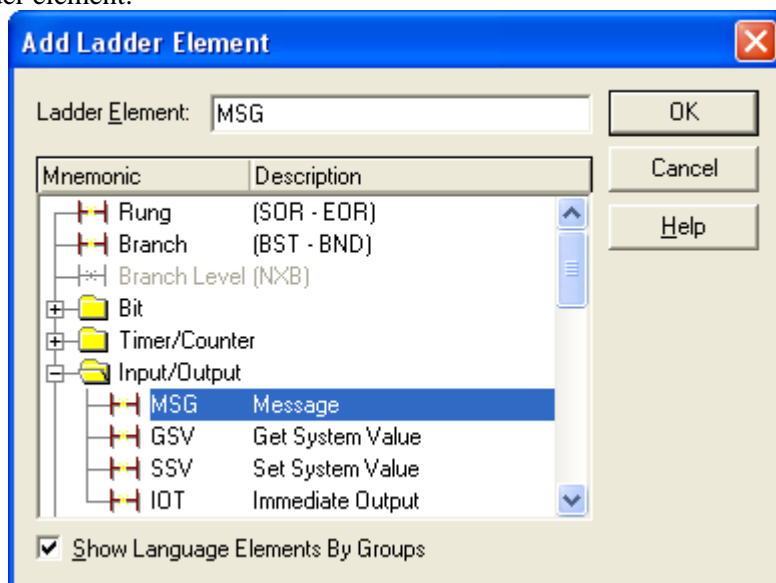 der element.
Add Ladder Element
Ladder Element: MSG OK
Mnemonic Description Cancel
Rung (SOR - EOR)
Branch (BST - BND) Help
Branch Level (NXB)
Bit
Timer/Counter
Input/Output
MSG Message
GSV Get System Value
SSV Set System Value
IOT Immediate Output
Show Language Elements By Groups